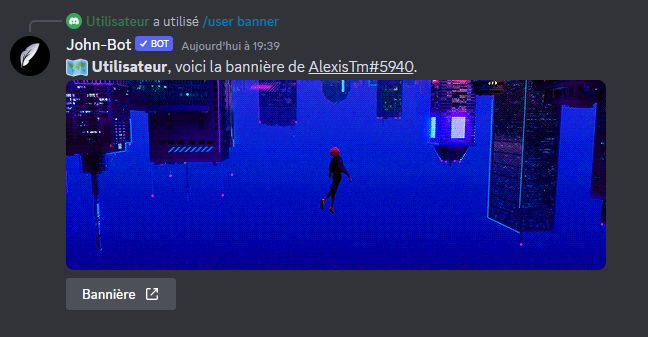 Utilisateur a utilisé /user banner
John-Bot ✓ BOT Aujourd'hui à 19:39
🗺️ Utilisateur, voici la bannière de AlexisTm#5940.
Bannière